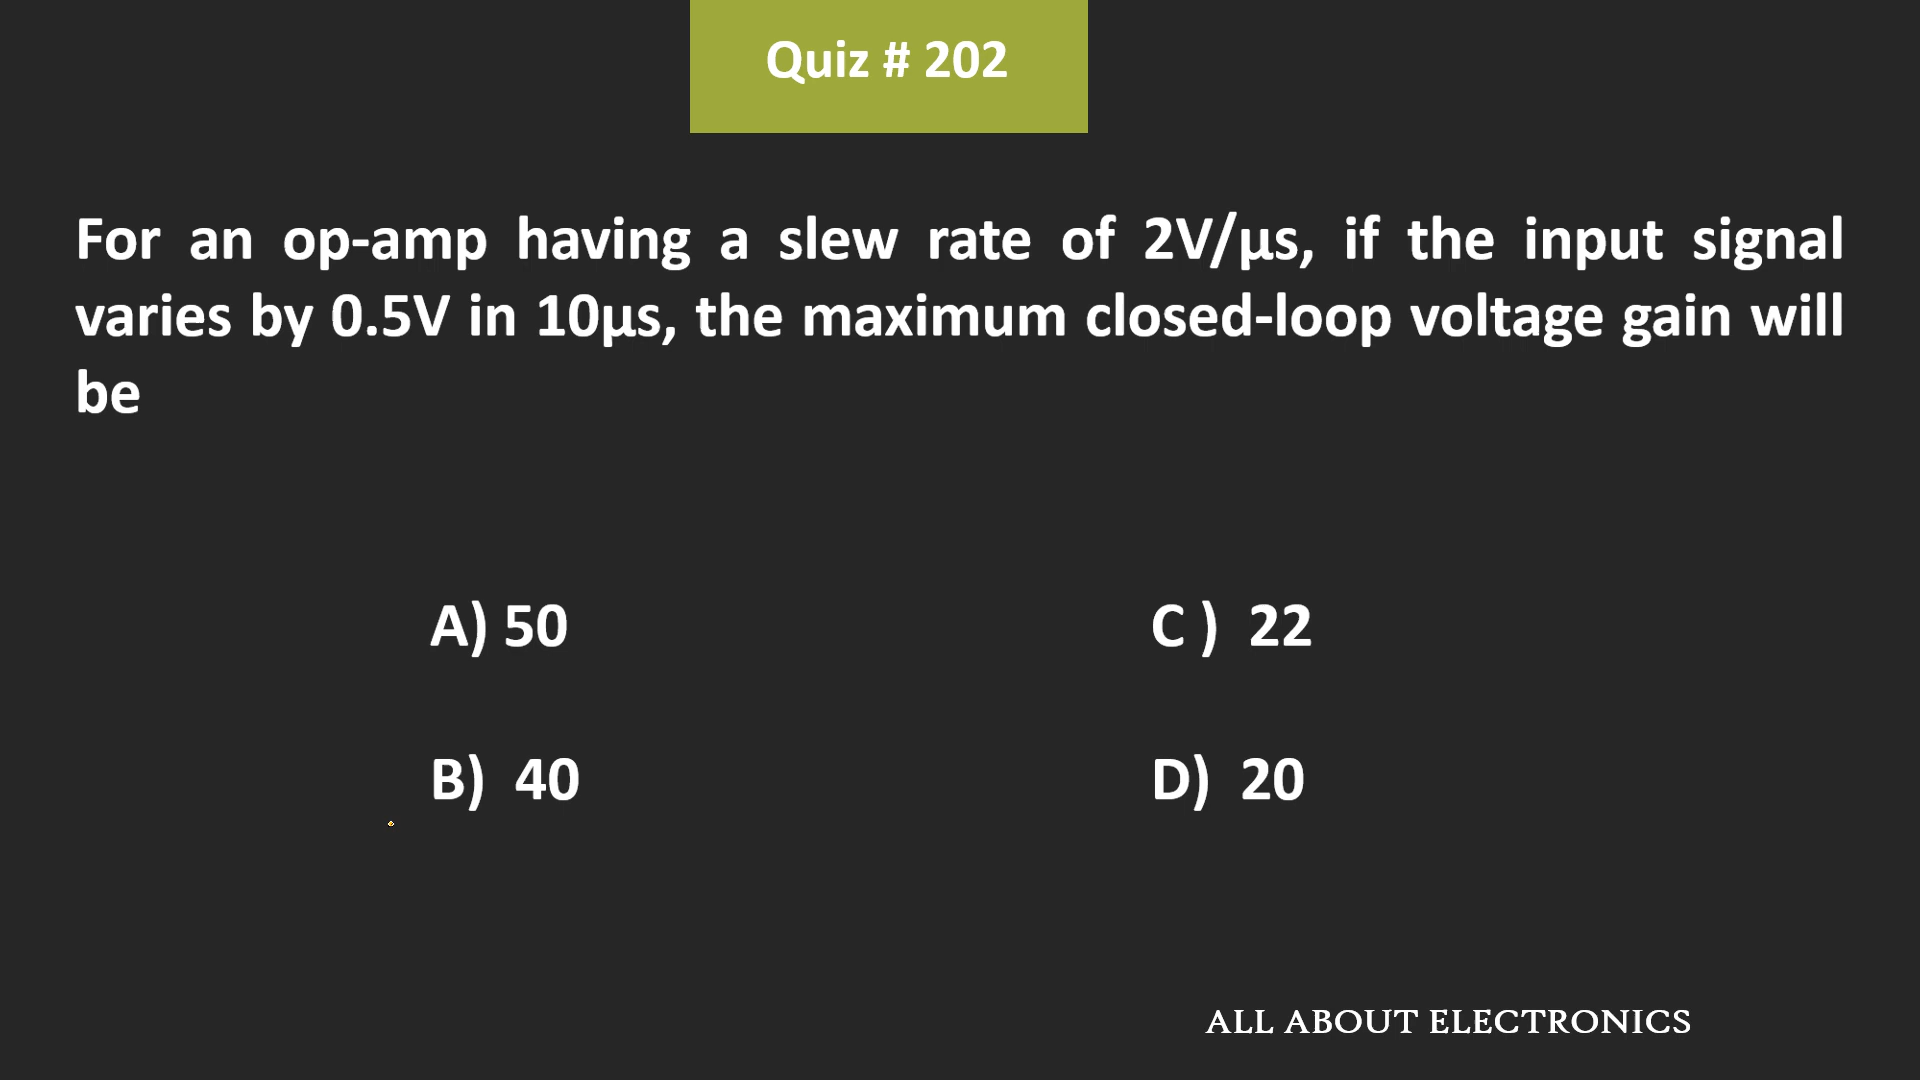 Quiz # 202
For an op-amp having a slew rate of 2V/µs, if the input signal
varies by 0.5V in 10µs, the maximum closed-loop voltage gain will
be
A) 50
C ) 22
B) 40
D) 20
ALL ABOUT ELECTRONICS